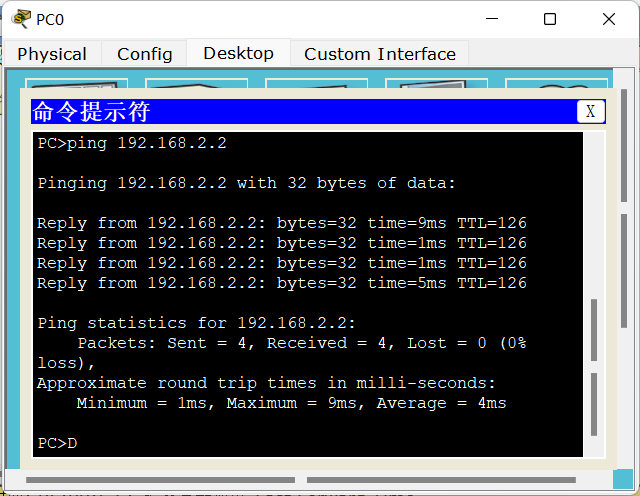 PC0
Physical Config Desktop Custom Interface
命令提示符 X
PC>ping 192.168.2.2
Pinging 192.168.2.2 with 32 bytes of data:
Reply from 192.168.2.2: bytes=32 time=9ms TTL=126
Reply from 192.168.2.2: bytes=32 time=1ms TTL=126
Reply from 192.168.2.2: bytes=32 time=1ms TTL=126
Reply from 192.168.2.2: bytes=32 time=5ms TTL=126
Ping statistics for 192.168.2.2:
Packets: Sent = 4, Received = 4, Lost = 0 (0%
loss),
Approximate round trip times in milli-seconds:
Minimum = 1ms, Maximum = 9ms, Average = 4ms
PC>D